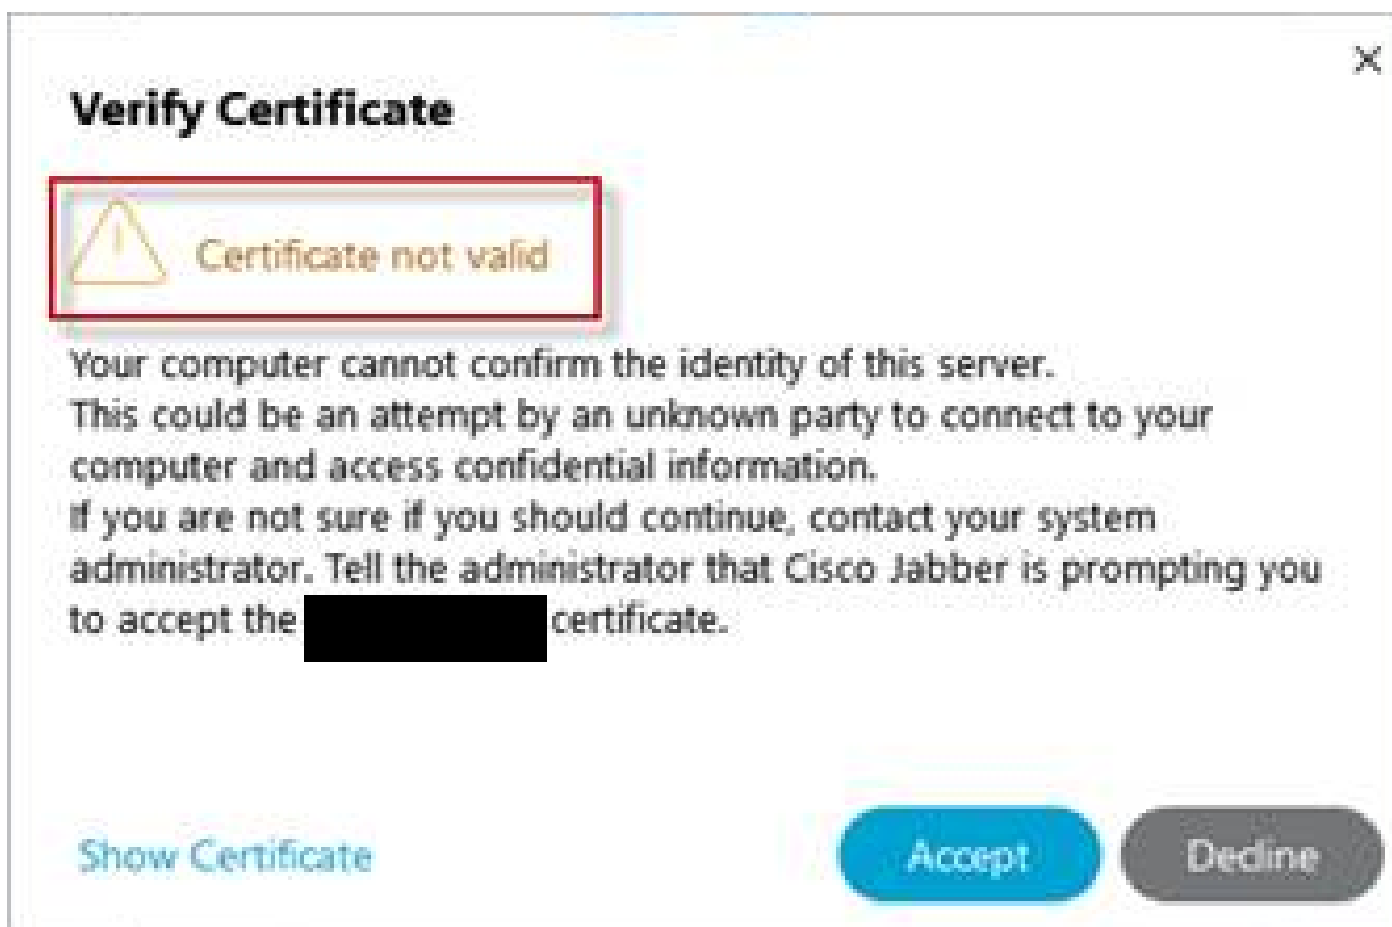 Verify Certificate
Certificate not valid
Your computer cannot confirm the identity of this server.
This could be an attempt by an unknown party to connect to your
computer and access confidential information.
If you are not sure if you should continue, contact your system
administrator. Tell the administrator that Cisco Jabber is prompting you
to accept the certificate.
Show Certificate
Accept
Decline